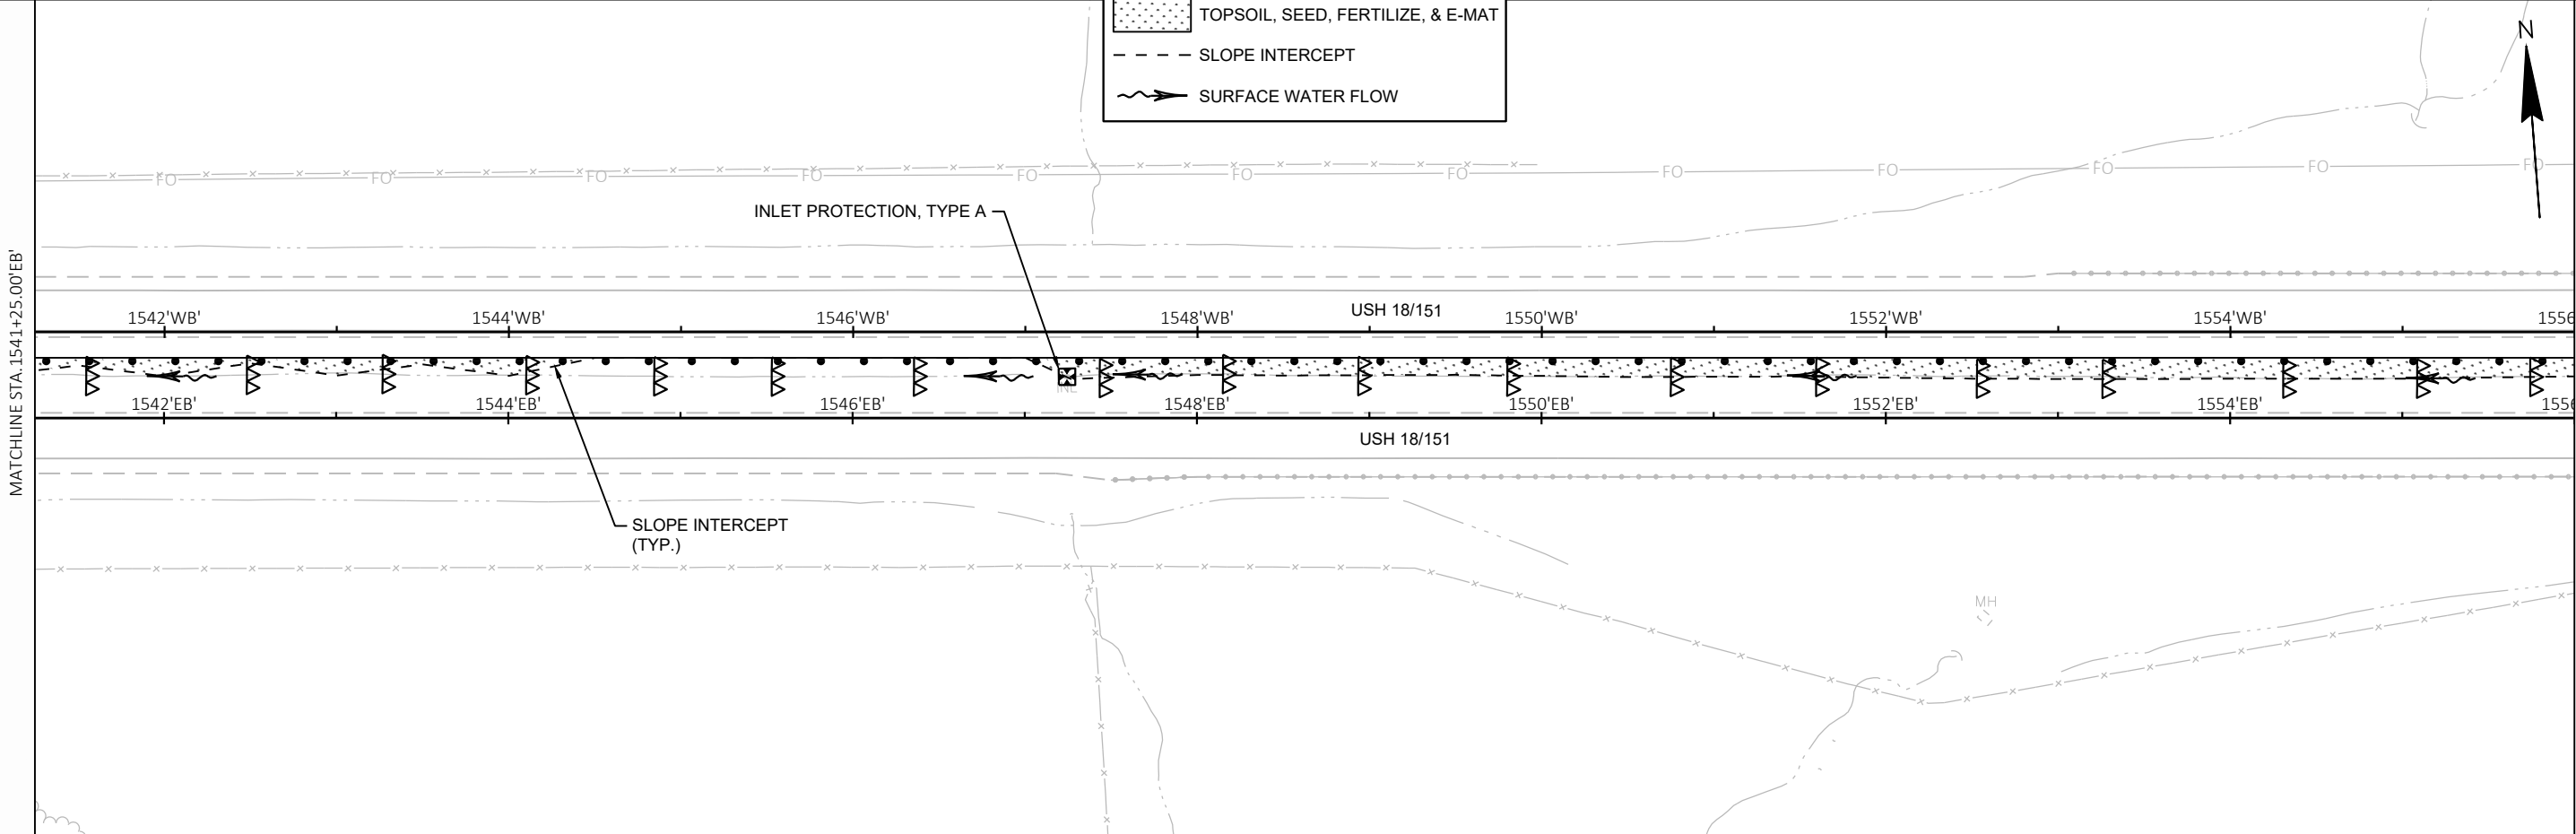 TOPSOIL, SEED, FERTILIZE, & E-MAT
SLOPE INTERCEPT
SURFACE WATER FLOW
N
FO FO FO FO FO FO FO FO FO FO FO FO
INLET PROTECTION, TYPE A
MATCHLINE STA. 1541+25.00'EB'
USH 18/151
1542'WB' 1544'WB' 1546'WB' 1548'WB' 1550'WB' 1552'WB' 1554'WB' 1556
INL
1542'EB' 1544'EB' 1546'EB' 1548'EB' 1550'EB' 1552'EB' 1554'EB' 1556
USH 18/151
SLOPE INTERCEPT
(TYP.)
MH